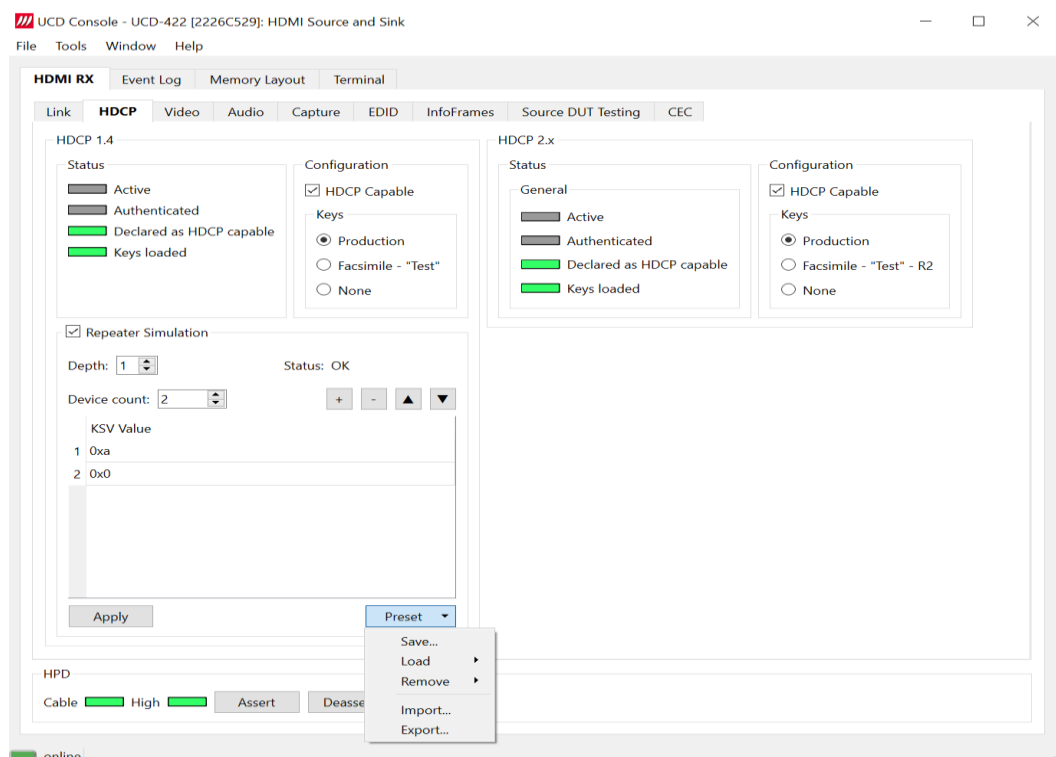 UCD Console - UCD-422 [2226C529]: HDMI Source and Sink
File Tools Window Help
HDMI RX Event Log Memory Layout Terminal
Link HDCP Video Audio Capture EDID InfoFrames Source DUT Testing CEC
HDCP 1.4
Status
Active
Authenticated
Declared as HDCP capable
Keys loaded
Configuration
HDCP Capable
Keys
Production
Facsimile - "Test"
None
Repeater Simulation
Depth: 1 Status: OK
Device count: 2 + -
KSV Value
1 0xa
2 0x0
Apply Preset
Save...
Load
Remove
Import...
Export...
HDCP 2.x
Status
General
Active
Authenticated
Declared as HDCP capable
Keys loaded
Configuration
HDCP Capable
Keys
Production
Facsimile - "Test" - R2
None
HPD
Cable High Assert Deasse
online